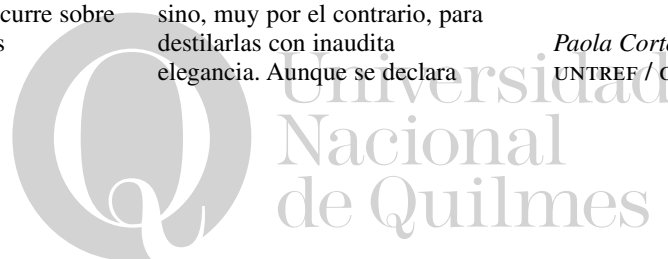 curre sobre
s
sino, muy por el contrario, para
destilarlas con inaudita
elegancia. Aunque se declara
Paola Corte
UNTREF /
Universidad
Nacional
de Quilmes